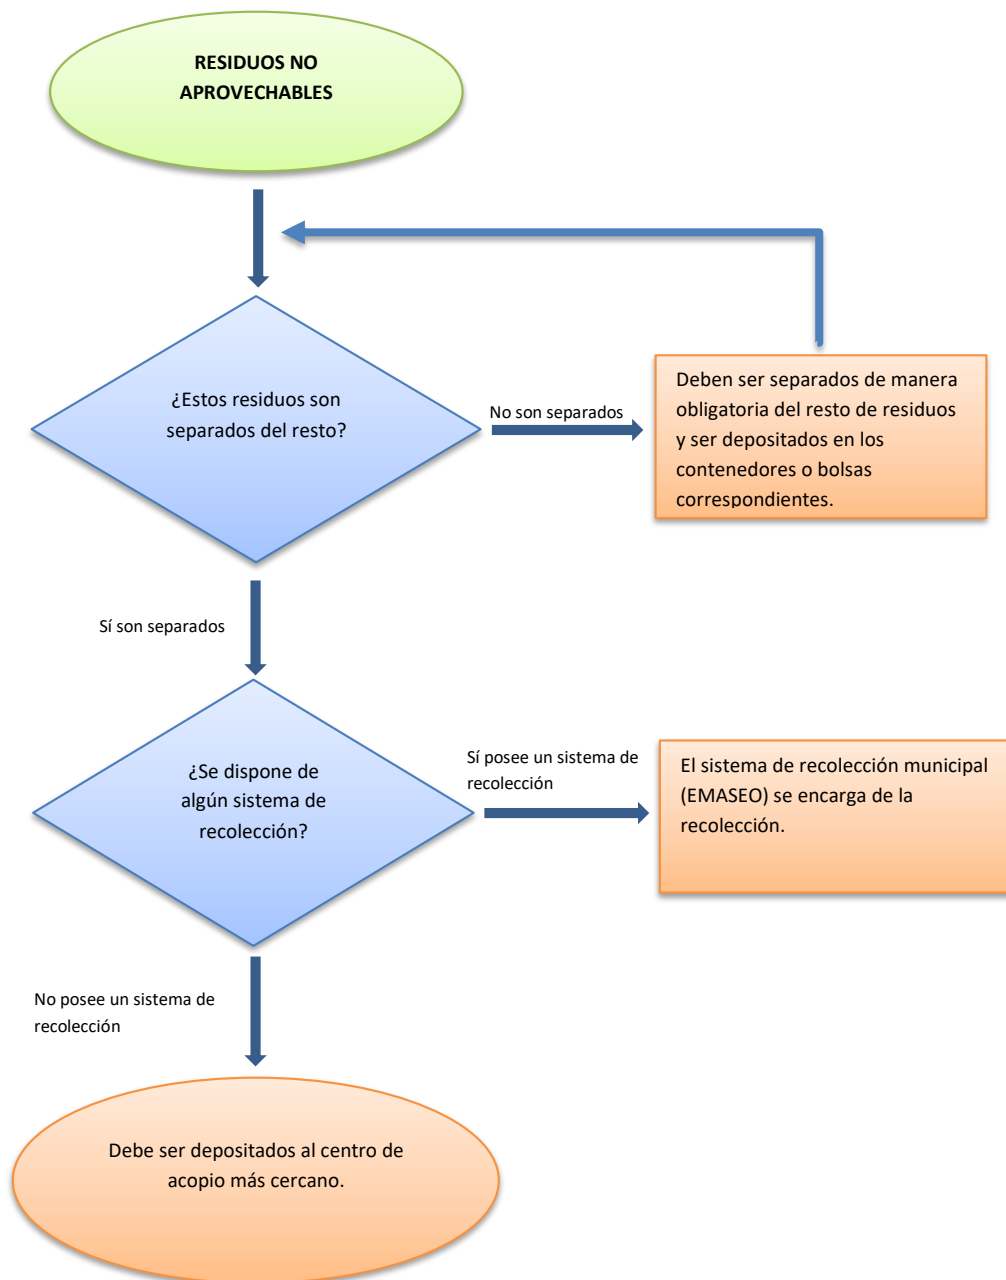 RESIDUOS NO
APROVECHABLES
¿Estos residuos son
separados del resto?
No son separados
Deben ser separados de manera
obligatoria del resto de residuos
y ser depositados en los
contenedores o bolsas
correspondientes.
Sí son separados
¿Se dispone de
algún sistema de
recolección?
Sí posee un sistema de
recolección
El sistema de recolección municipal
(EMASEO) se encarga de la
recolección.
No posee un sistema de
recolección
Debe ser depositados al centro de
acopio más cercano.